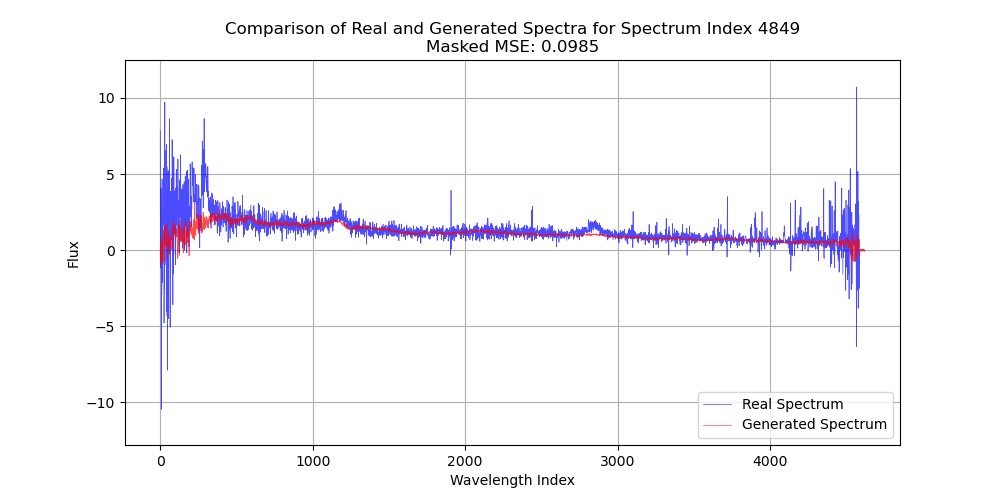 Comparison of Real and Generated Spectra for Spectrum Index 4849
Masked MSE: 0.0985
10
5
0
−5
−10
Flux
0 1000 2000 3000 4000
Wavelength Index
Real Spectrum
Generated Spectrum